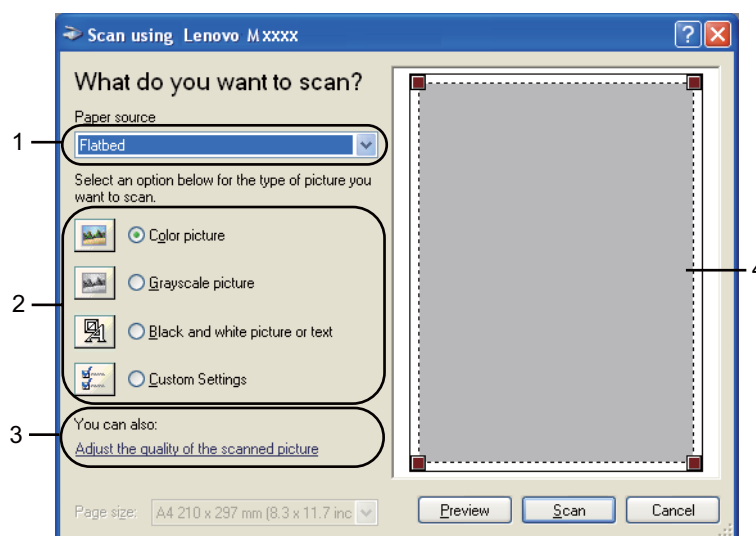 Scan using Lenovo Mxxxx
What do you want to scan?
Paper source
1
Flatbed
Select an option below for the type of picture you
want to scan.
Color picture
4
Grayscale picture
2
Black and white picture or text
Custom Settings
You can also:
3
Adjust the quality of the scanned picture
Page size: A4 210 x 297 mm (8.3 x 11.7 inc
Preview Scan Cancel